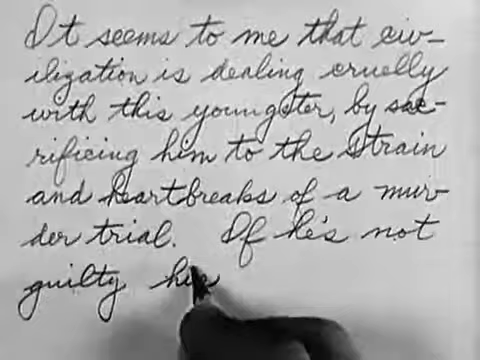 It seems to me that civ-
ilization is dealing cruelly
with this youngster, by sac-
rificing him to the strain
and heartbreaks of a mur-
der trial. If he's not
guilty his